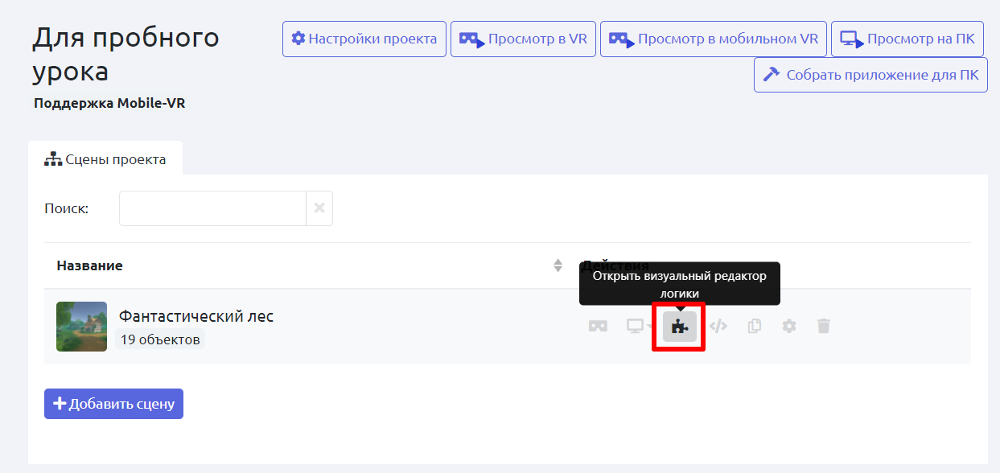 Для пробного
урока
Поддержка Mobile-VR
Настройки проекта
Просмотр в VR
Просмотр в мобильном VR
Просмотр на ПК
Собрать приложение для ПК
Сцены проекта
Поиск:
Название
Действия
Открыть визуальный редактор
логики
Фантастический лес
19 объектов
Добавить сцену